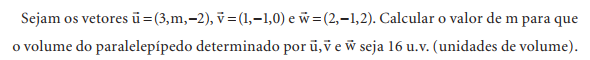 Sejam os vetores u⃗=(3,m,−2), v⃗=(1,−1,0) e w⃗=(2,−1,2). Calcular o valor de m para que
o volume do paralelepípedo determinado por u⃗,v⃗ e w⃗ seja 16 u.v. (unidades de volume).